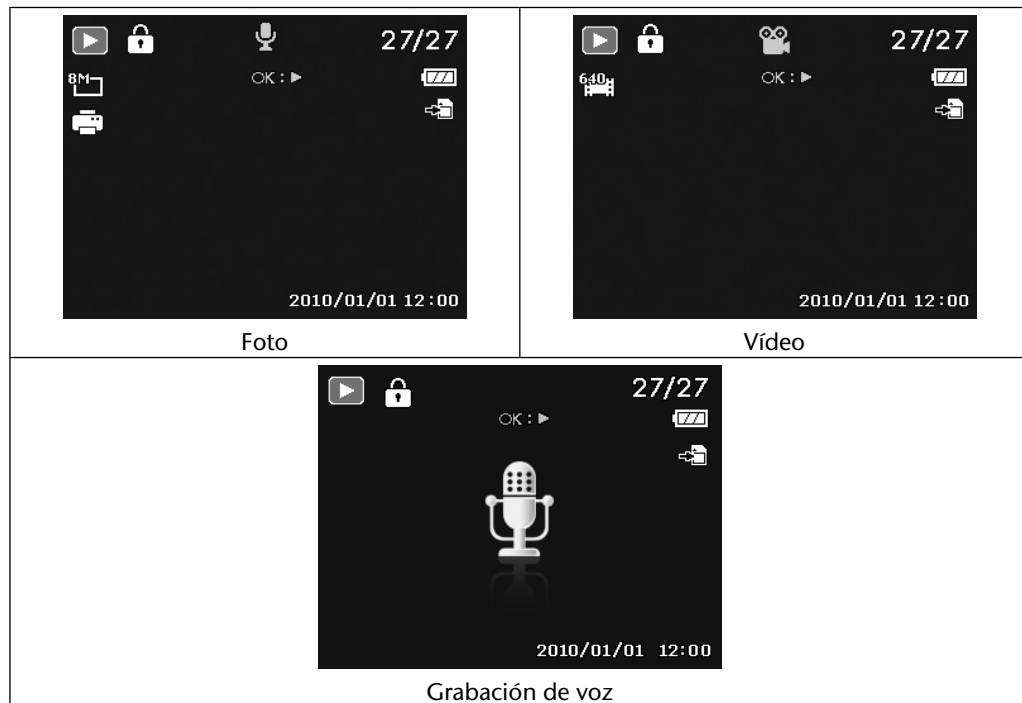 27/27
8M
OK:
2010/01/01 12:00
Foto
27/27
640
OK:
2010/01/01 12:00
Vídeo
27/27
OK:
2010/01/01 12:00
Grabación de voz